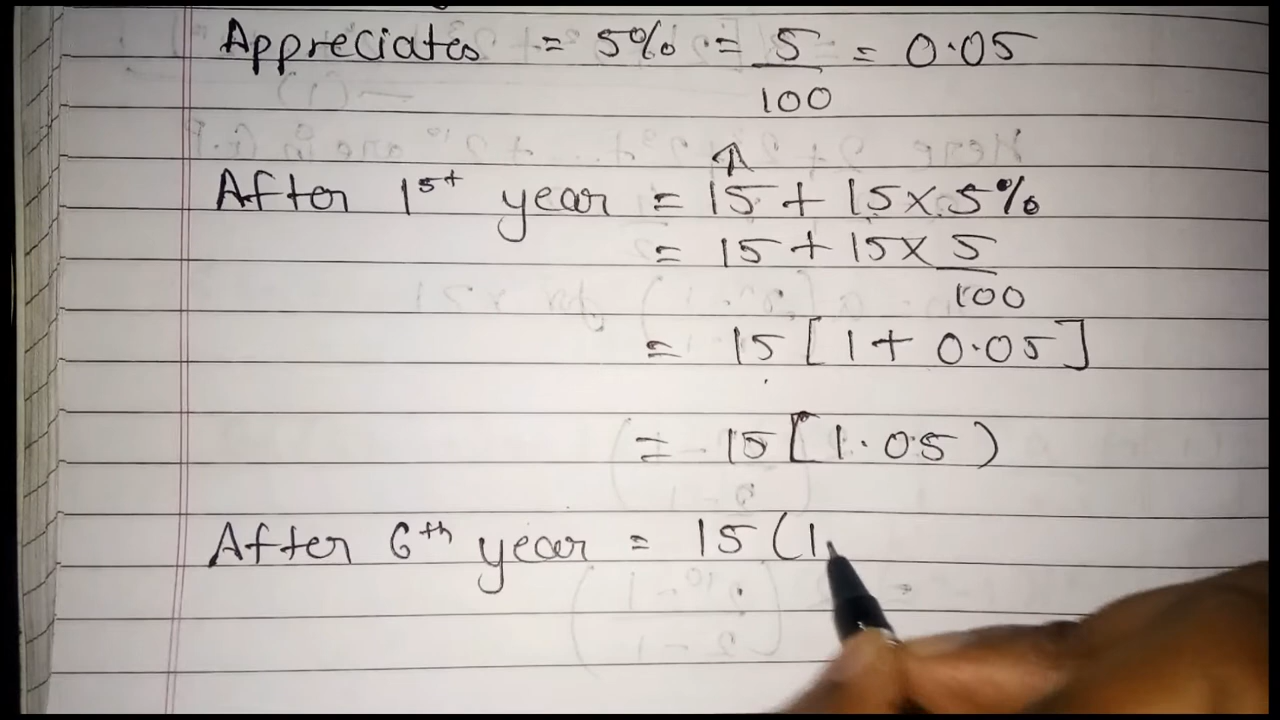 Appreciates = 5% = 5/100 = 0.05
After 1st year = 15 + 15 × 5%
= 15 + 15 × 5/100
= 15 [ 1 + 0.05 ]
= 15 [ 1.05 )
After 6th year = 15 ( 1.